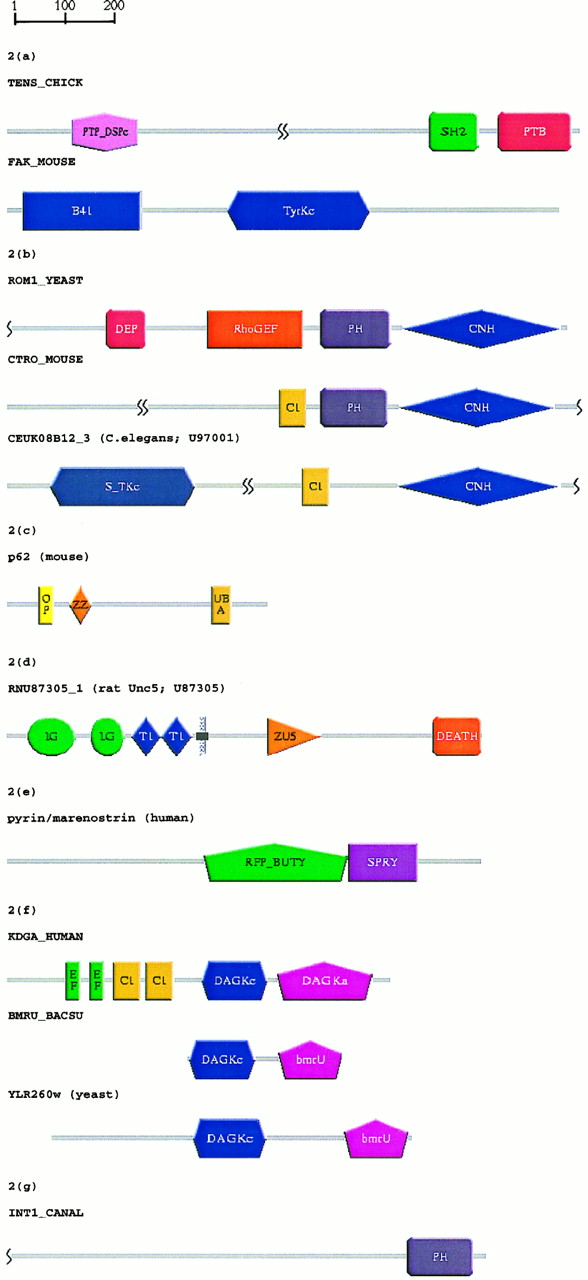 1 100 200
2(a)
TENS_CHICK
PTP_DSPc SH2 PTB
FAK_MOUSE
B41 TyrKc
2(b)
ROM1_YEAST
DEP RhoGEF PH CNH
CTRO_MOUSE
C1 PH CNH
CEUK08B12_3 (C.elegans; U97001)
S_TKc C1 CNH
2(c)
p62 (mouse)
O
P
ZZ
UB
A
2(d)
RNU87305_1 (rat Unc5; U87305)
IG IG T1 T1 ZU5 DEATH
2(e)
pyrin/marenostrin (human)
RFP_BUTY SPRY
2(f)
KDGA_HUMAN
E
F
E
F
C1 C1 DAGKc DAGKa
BMRU_BACSU
DAGKc bmrU
YLR260w (yeast)
DAGKc bmrU
2(g)
INT1_CANAL
PH